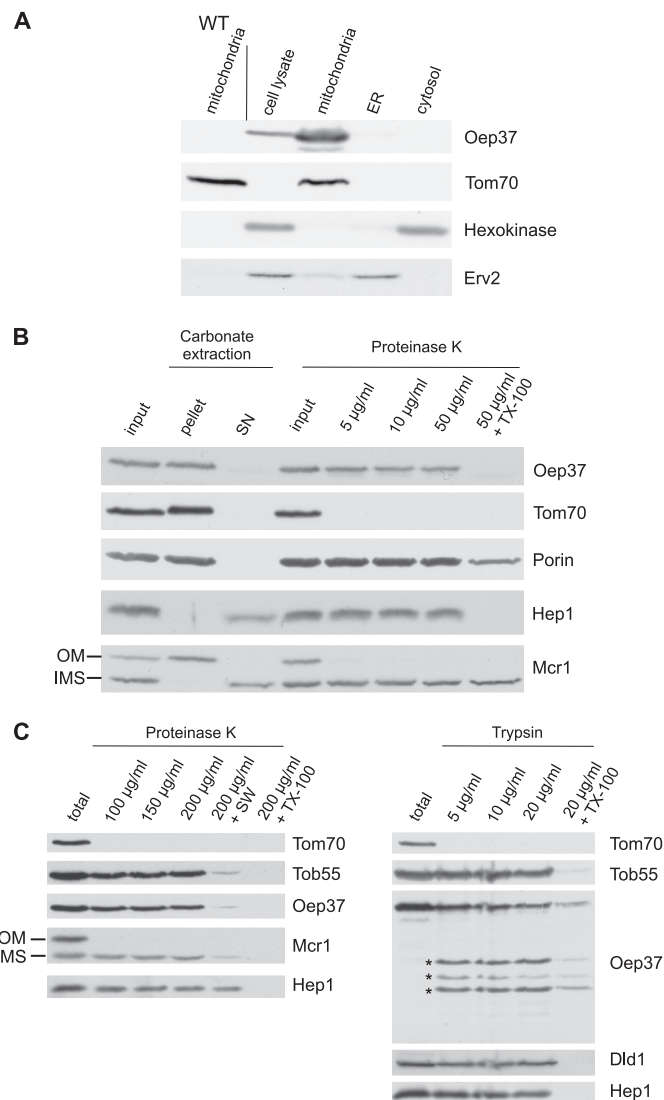 A
WT
mitochondria
cell lysate
mitochondria
ER
cytosol
Oep37
Tom70
Hexokinase
Erv2
B
Carbonate
extraction
Proteinase K
input
pellet
SN
input
5 µg/ml
10 µg/ml
50 µg/ml
50 µg/ml
+ TX-100
Oep37
Tom70
Porin
Hep1
OM
IMS
Mcr1
C
Proteinase K
total
100 µg/ml
150 µg/ml
200 µg/ml
200 µg/ml
+ SW
200 µg/ml
+ TX-100
Tom70
Tob55
Oep37
OM
MS
Mcr1
Hep1
Trypsin
total
5 µg/ml
10 µg/ml
20 µg/ml
20 µg/ml
+ TX-100
Tom70
Tob55
*
*
*
Oep37
Dld1
Hep1